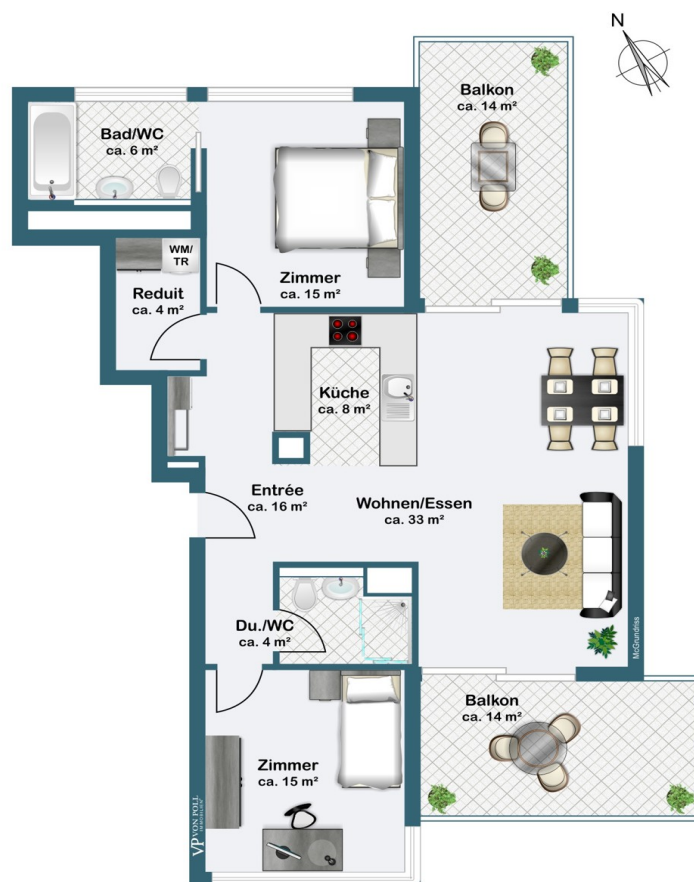 N
Balkon
ca. 14 m²
Bad/WC
ca. 6 m²
WM/
TR
Zimmer
ca. 15 m²
Reduit
ca. 4 m²
Küche
ca. 8 m²
Entrée
ca. 16 m²
Wohnen/Essen
ca. 33 m²
Du./WC
ca. 4 m²
McGrundriss
Balkon
ca. 14 m²
Zimmer
ca. 15 m²
VP VON POLL
IMMOBILIEN